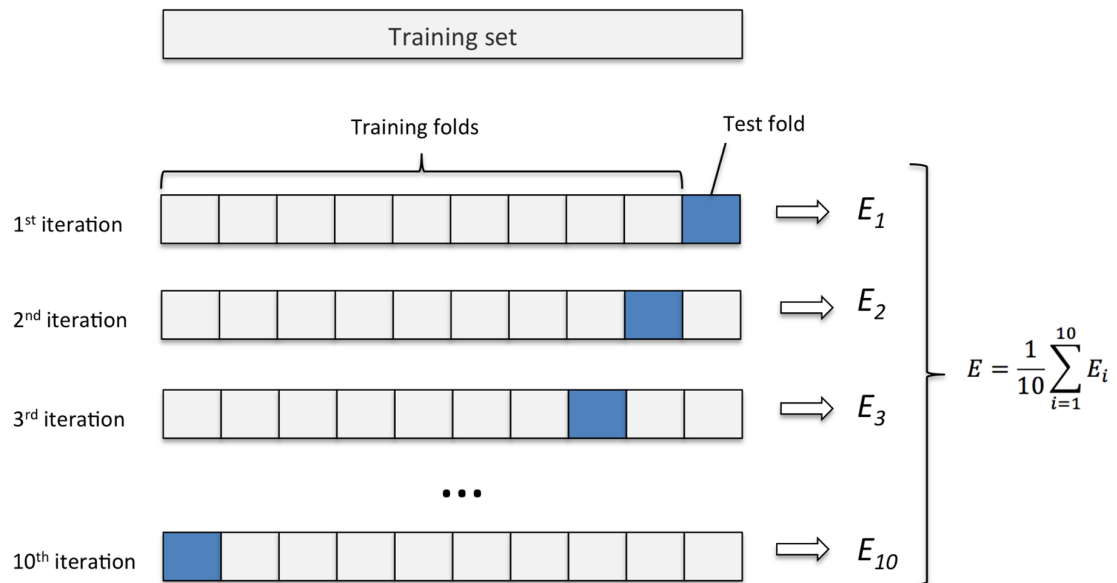 Training set
Training folds
Test fold
1st iteration
E1
2nd iteration
E2
E = 1/10 10∑i=1 Ei
3rd iteration
E3
...
10th iteration
E10